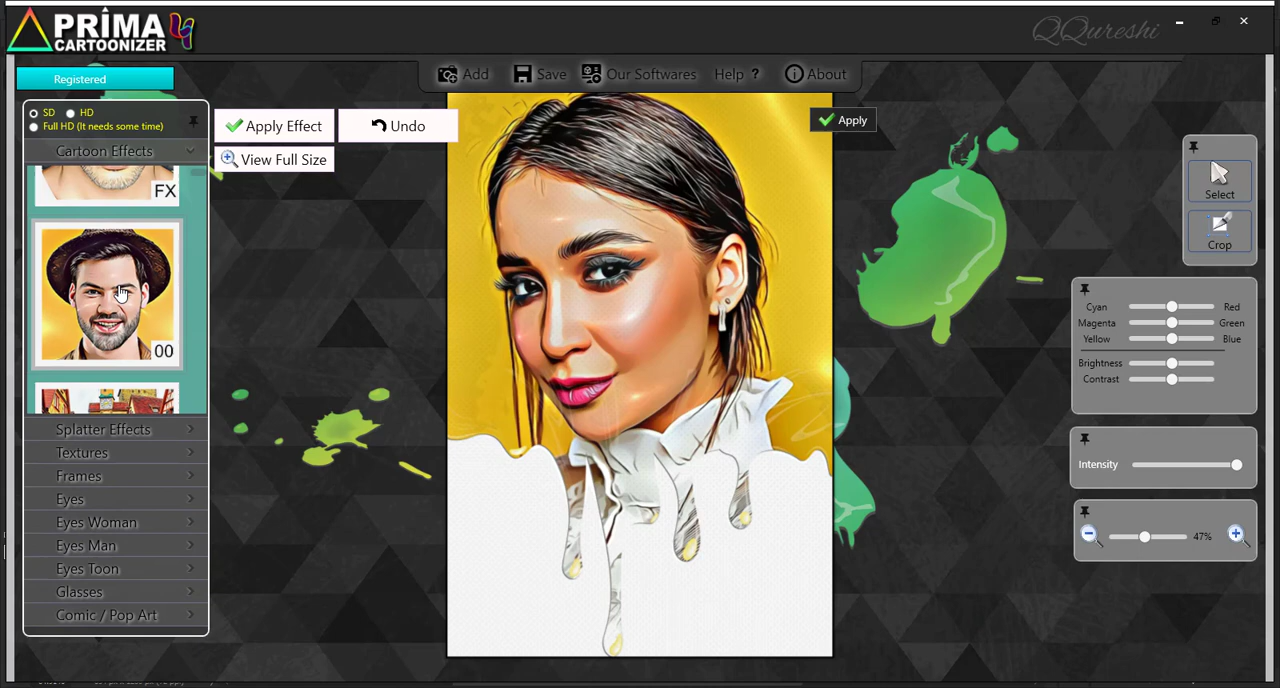 PRIMA
CARTOONIZER
QQureshi
Registered
Add
Save
Our Softwares
Help ?
About
SD
HD
Full HD (It needs some time)
Cartoon Effects
FX
00
Splatter Effects
Textures
Frames
Eyes
Eyes Woman
Eyes Man
Eyes Toon
Glasses
Comic / Pop Art
Apply Effect
Undo
View Full Size
Apply
Select
Crop
Cyan
Red
Magenta
Green
Yellow
Blue
Brightness
Contrast
Intensity
47%